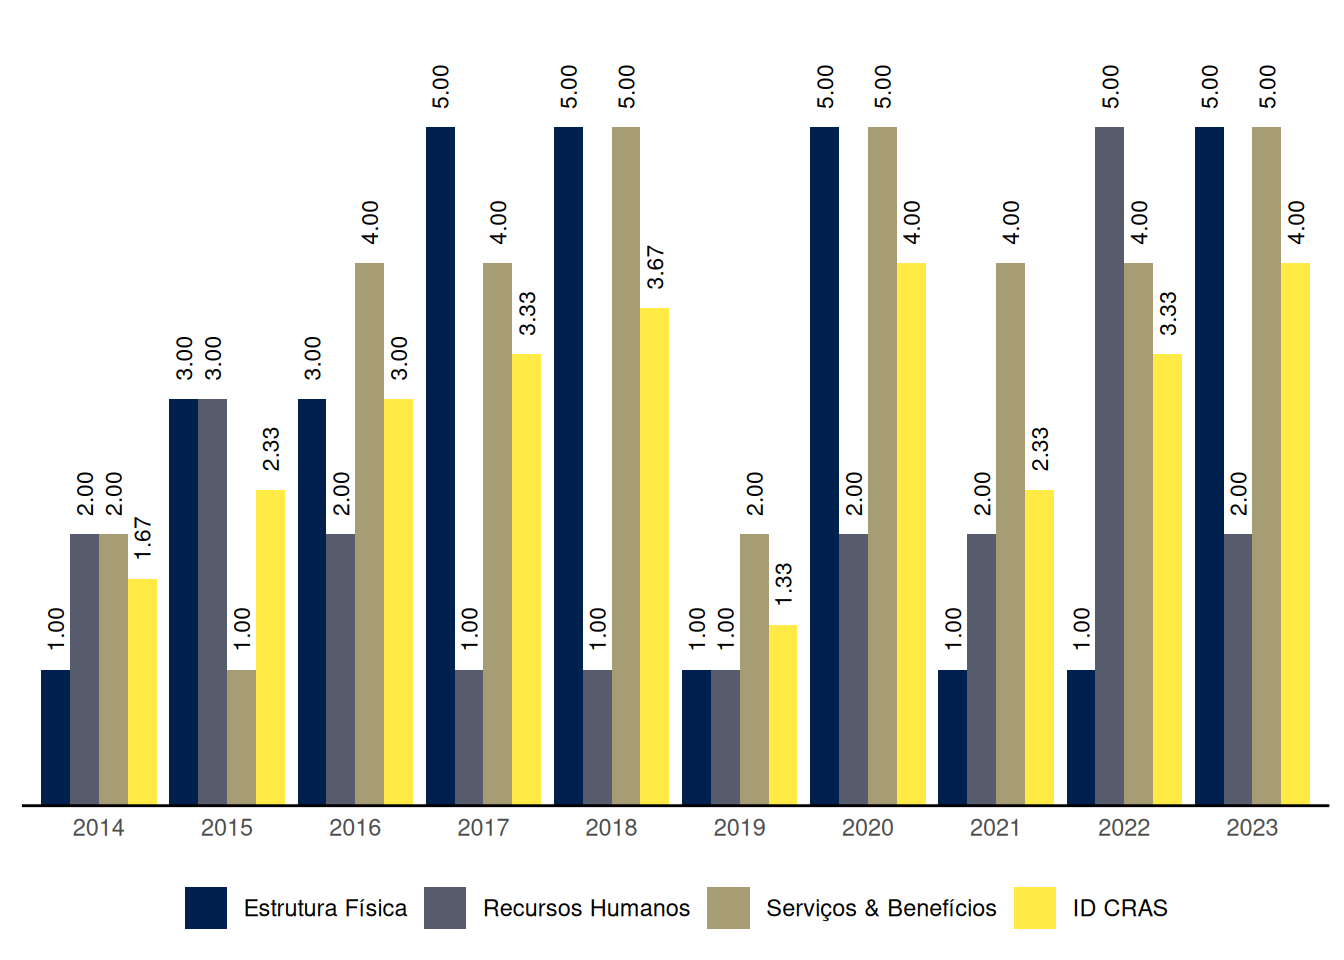 1.00 2.00 2.00 1.67 3.00 3.00 1.00 2.33 3.00 2.00 4.00 3.00 5.00 1.00 4.00 3.33 5.00 1.00 5.00 3.67 1.00 1.00 2.00 1.33 5.00 2.00 5.00 4.00 1.00 2.00 4.00 2.33 1.00 5.00 4.00 3.33 5.00 2.00 5.00 4.00
2014 2015 2016 2017 2018 2019 2020 2021 2022 2023
Estrutura Física Recursos Humanos Serviços & Benefícios ID CRAS